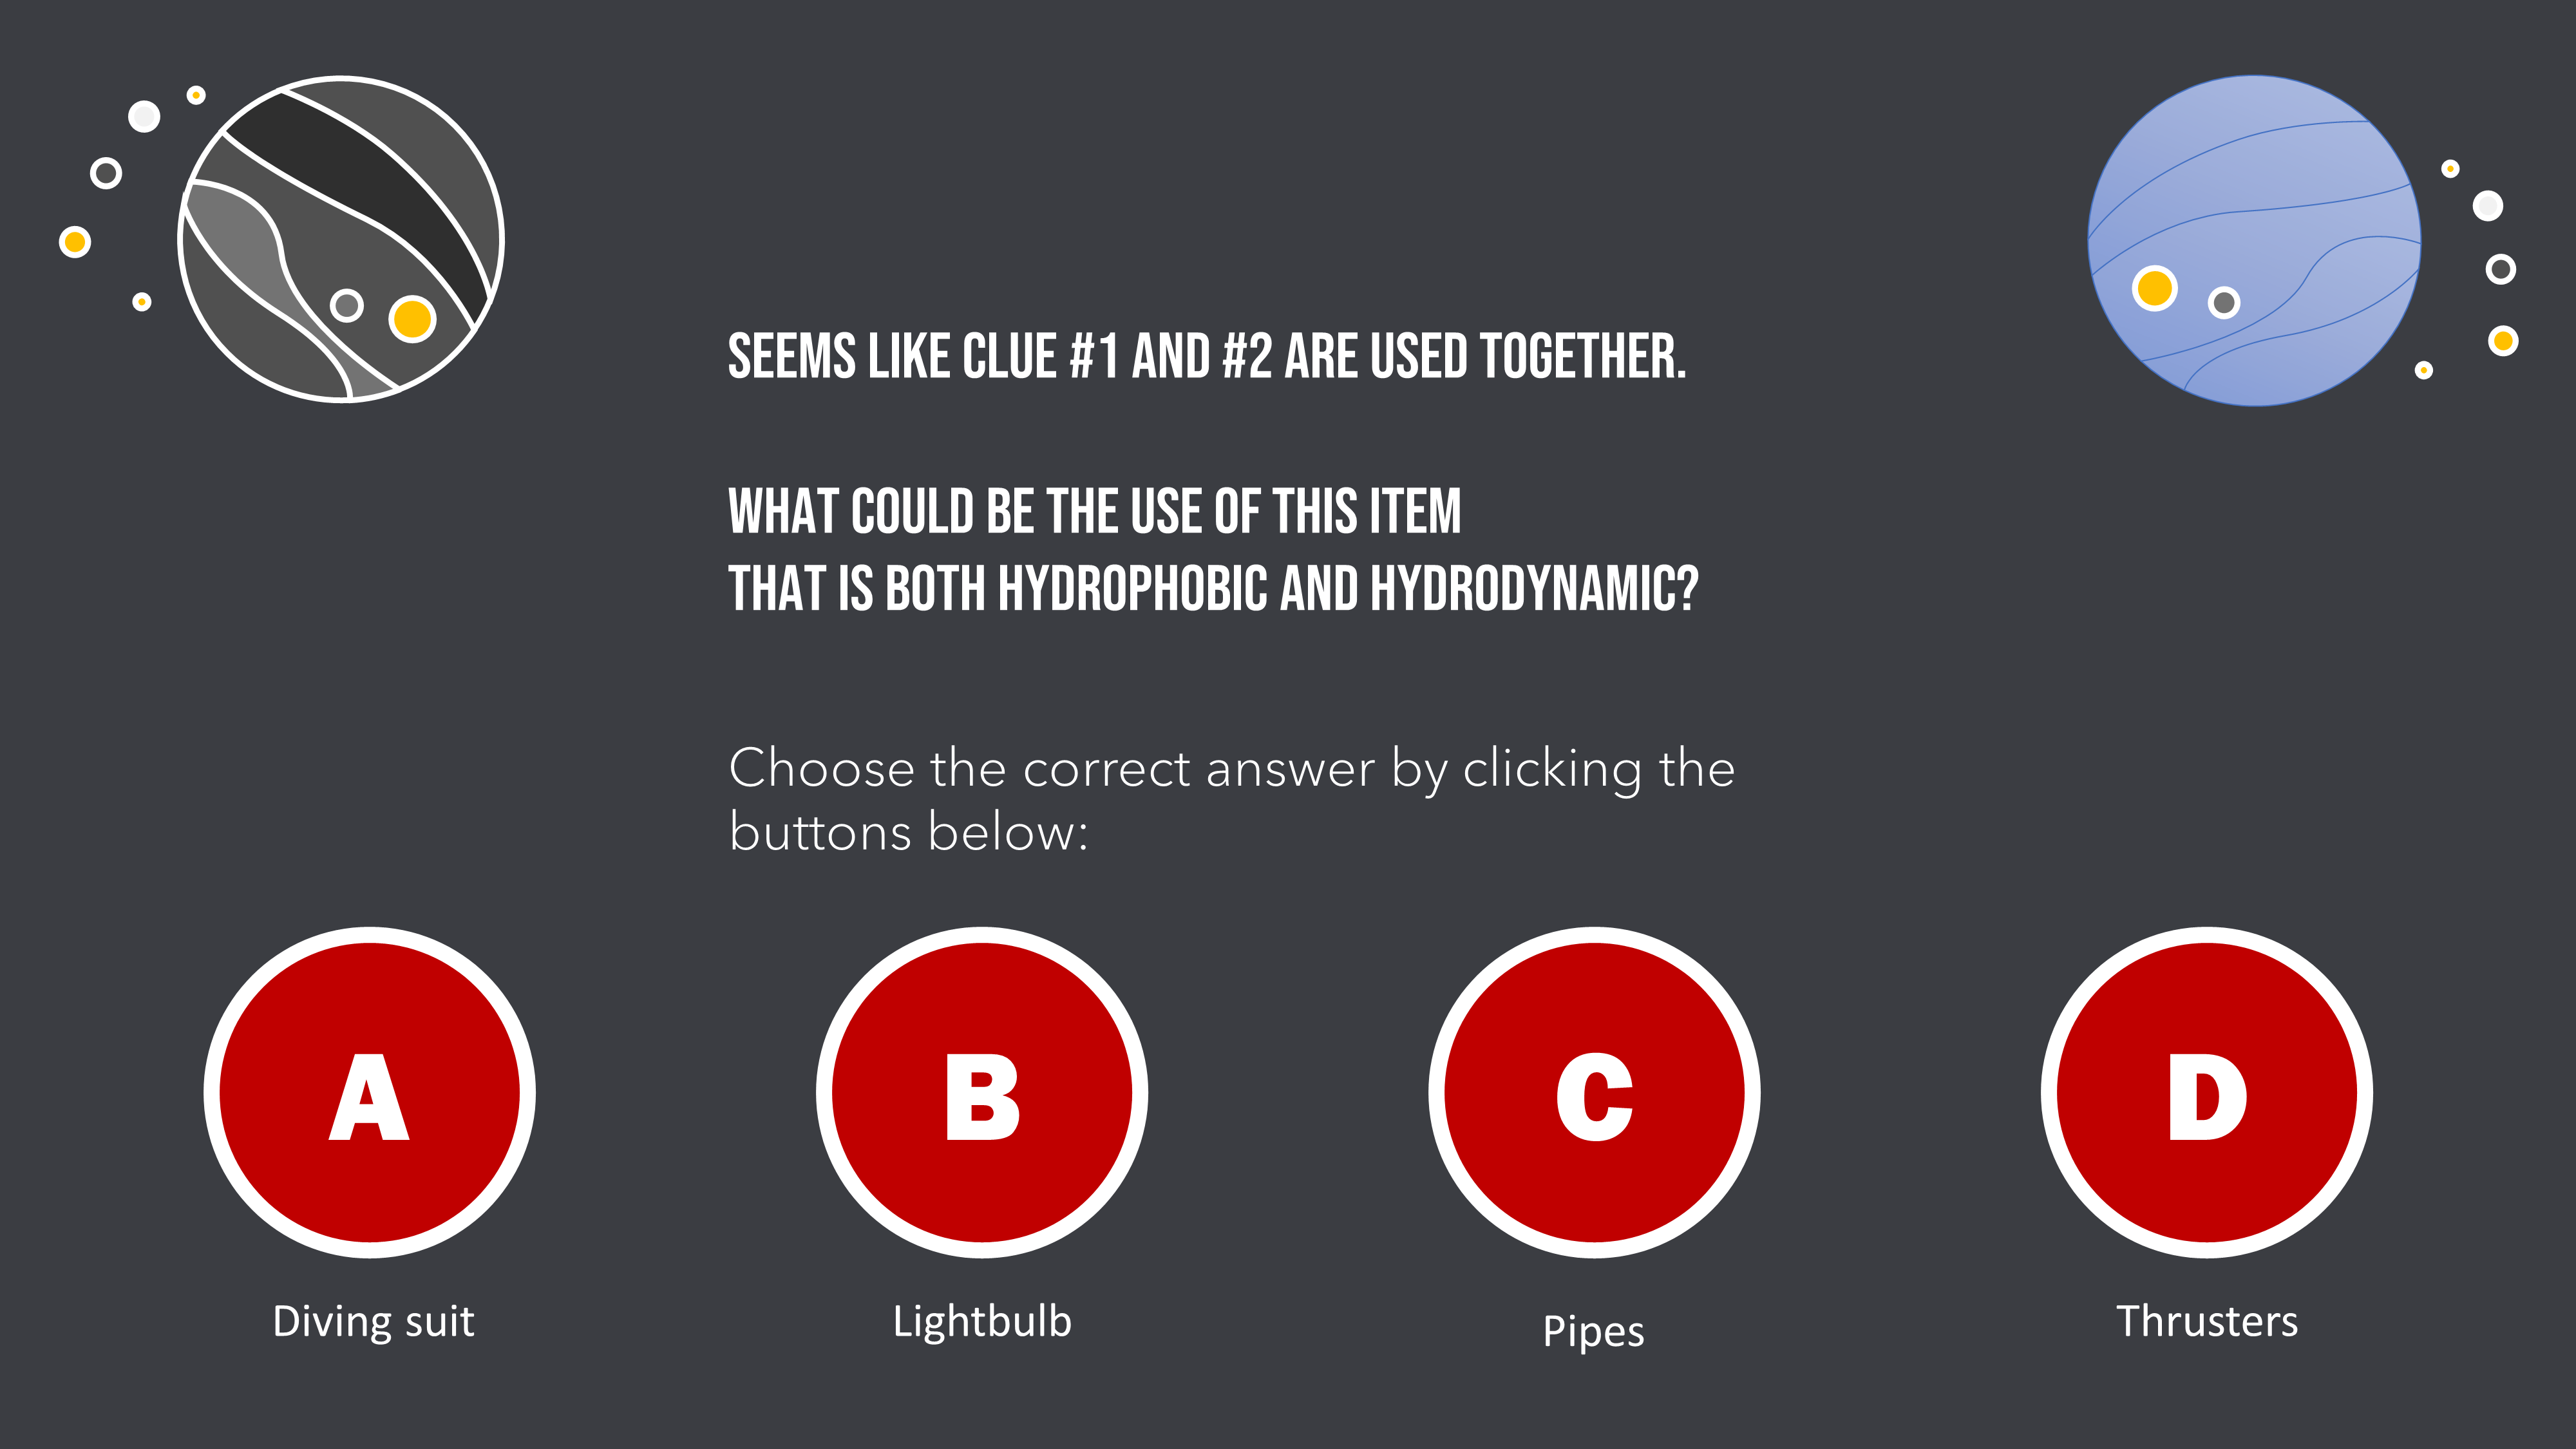 SEEMS LIKE CLUE #1 AND #2 ARE USED TOGETHER.
WHAT COULD BE THE USE OF THIS ITEM
THAT IS BOTH HYDROPHOBIC AND HYDRODYNAMIC?
Choose the correct answer by clicking the
buttons below:
A
B
C
D
Diving suit
Lightbulb
Pipes
Thrusters